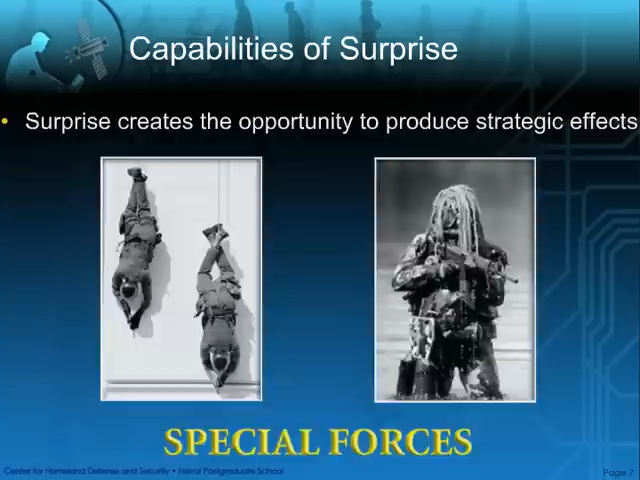 Capabilities of Surprise
• Surprise creates the opportunity to produce strategic effects
SPECIAL FORCES
Center for Homeland Defense and Security • Naval Postgraduate School
Page 7